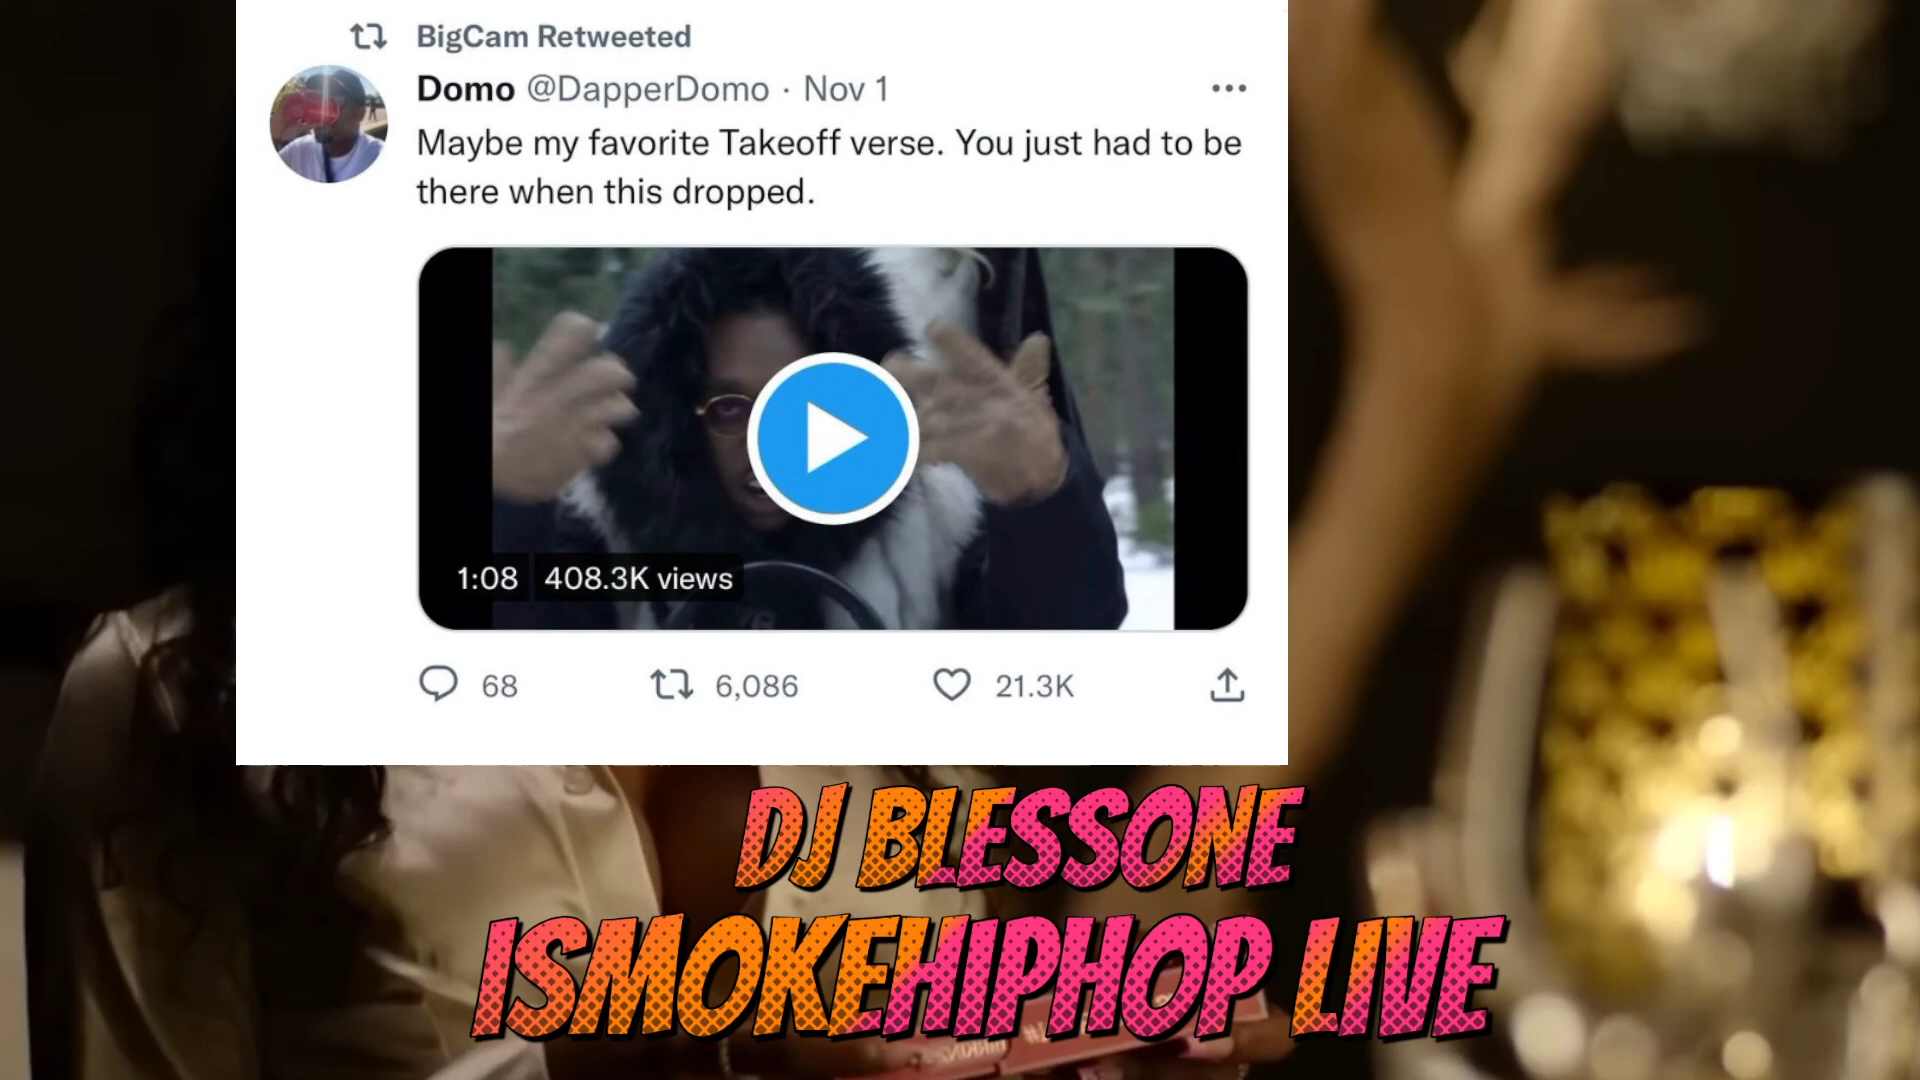 BigCam Retweeted
Domo @DapperDomo · Nov 1
Maybe my favorite Takeoff verse. You just had to be
there when this dropped.
1:08 408.3K views
68 6,086 21.3K
DJ BLESSONE
ISMOKEHIPHOP LIVE